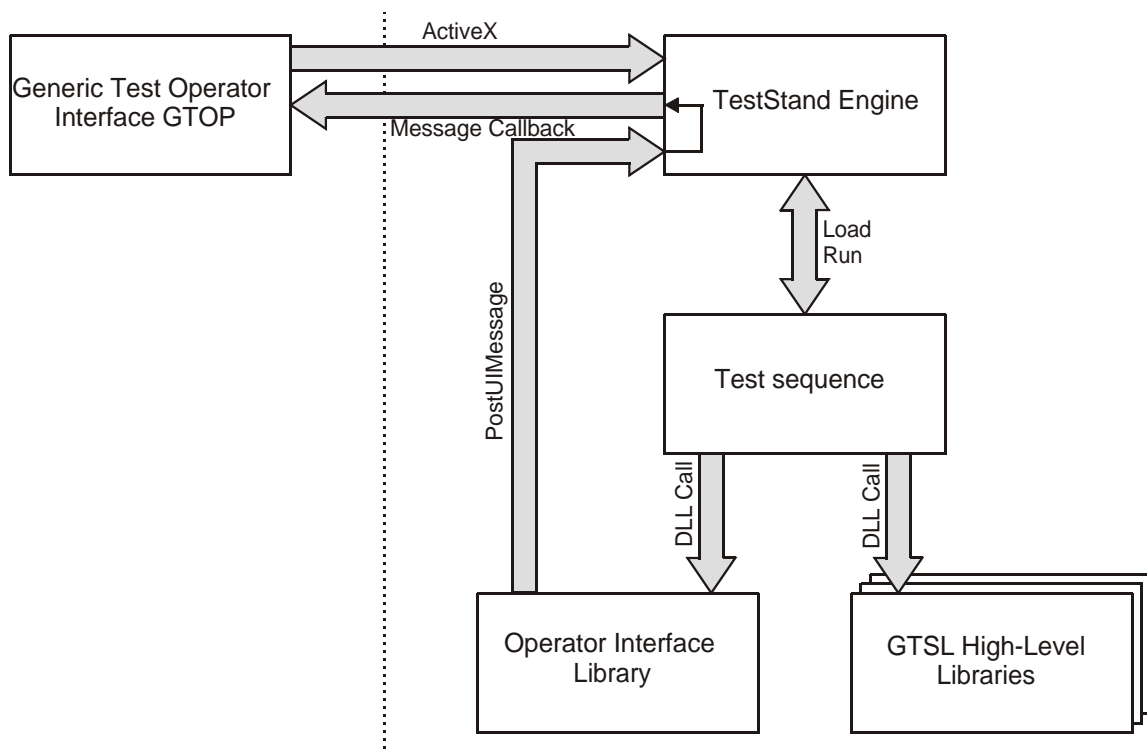 ActiveX
Generic Test Operator
Interface GTOP
TestStand Engine
Message Callback
Load
Run
PostUIMessage
Test sequence
DLL Call
DLL Call
Operator Interface
Library
GTSL High-Level
Libraries